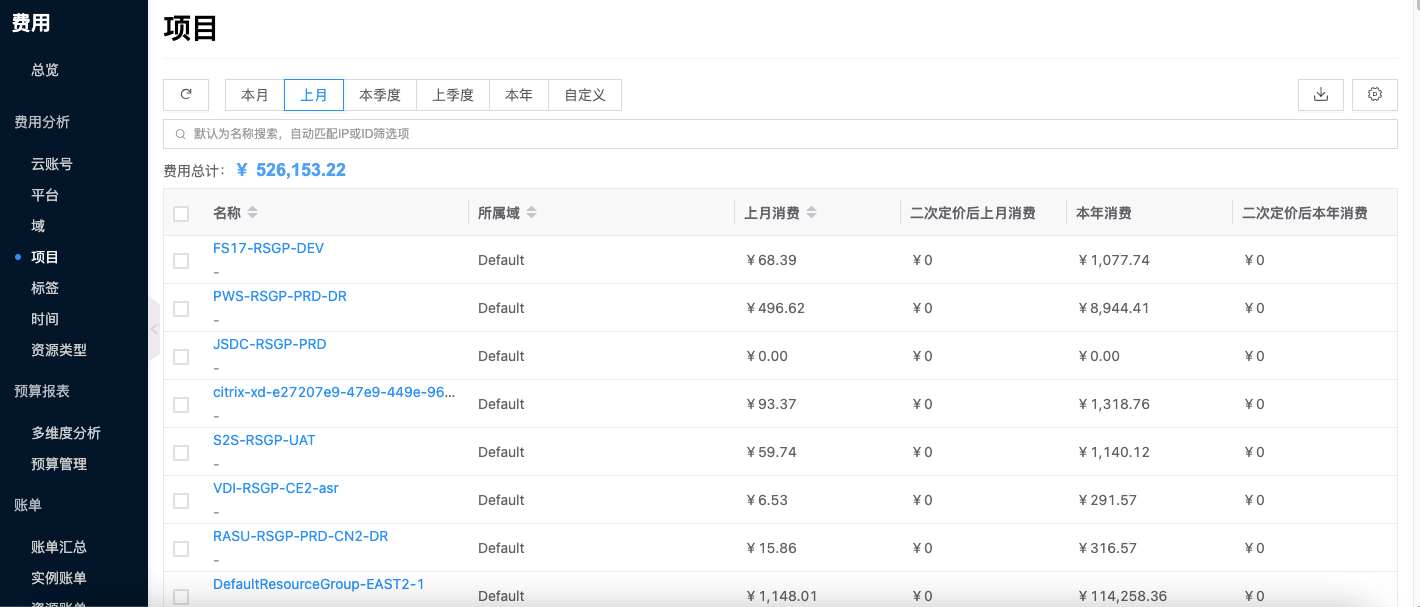 费用
总览
费用分析
云账号
平台
域
项目
标签
时间
资源类型
预算报表
多维度分析
预算管理
账单
账单汇总
实例账单
资源账单
项目
本月 上月 本季度 上季度 本年 自定义
默认为名称搜索，自动匹配IP或ID筛选项
费用总计： ¥ 526,153.22
名称 所属域 上月消费 二次定价后上月消费 本年消费 二次定价后本年消费
FS17-RSGP-DEV
- Default ¥ 68.39 ¥ 0 ¥ 1,077.74 ¥ 0
PWS-RSGP-PRD-DR
- Default ¥ 496.62 ¥ 0 ¥ 8,944.41 ¥ 0
JSDC-RSGP-PRD
- Default ¥ 0.00 ¥ 0 ¥ 0.00 ¥ 0
citrix-xd-e27207e9-47e9-449e-96...
- Default ¥ 93.37 ¥ 0 ¥ 1,318.76 ¥ 0
S2S-RSGP-UAT
- Default ¥ 59.74 ¥ 0 ¥ 1,140.12 ¥ 0
VDI-RSGP-CE2-asr
- Default ¥ 6.53 ¥ 0 ¥ 291.57 ¥ 0
RASU-RSGP-PRD-CN2-DR
- Default ¥ 15.86 ¥ 0 ¥ 316.57 ¥ 0
DefaultResourceGroup-EAST2-1
Default ¥ 1,148.01 ¥ 0 ¥ 114,258.36 ¥ 0